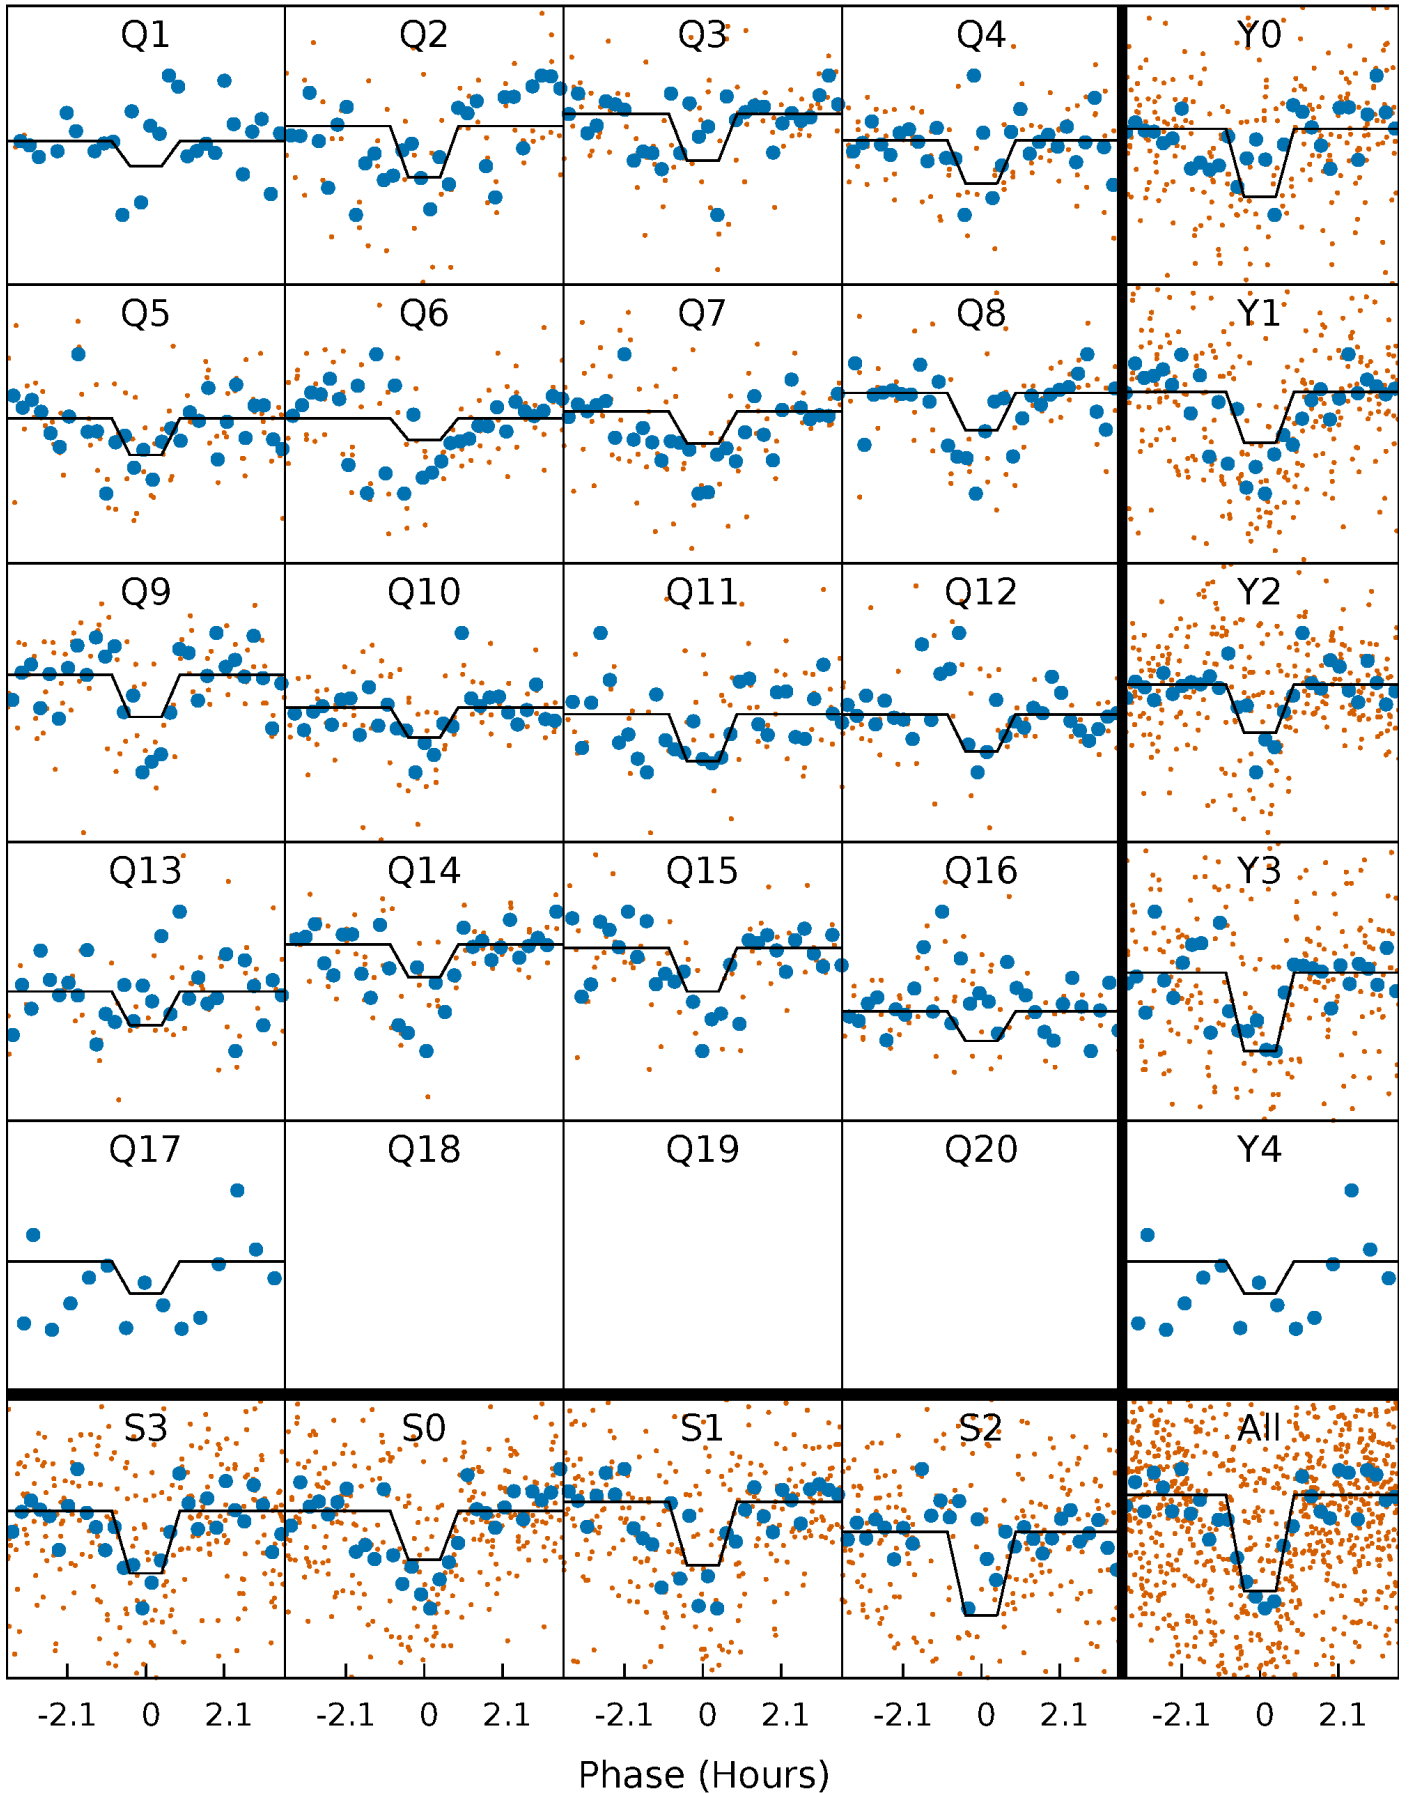 Q1 Q2 Q3 Q4 Y0
Q5 Q6 Q7 Q8 Y1
Q9 Q10 Q11 Q12 Y2
Q13 Q14 Q15 Q16 Y3
Q17 Q18 Q19 Q20 Y4
S3 S0 S1 S2 All
-2.1 0 2.1 -2.1 0 2.1 -2.1 0 2.1 -2.1 0 2.1 -2.1 0 2.1
Phase (Hours)